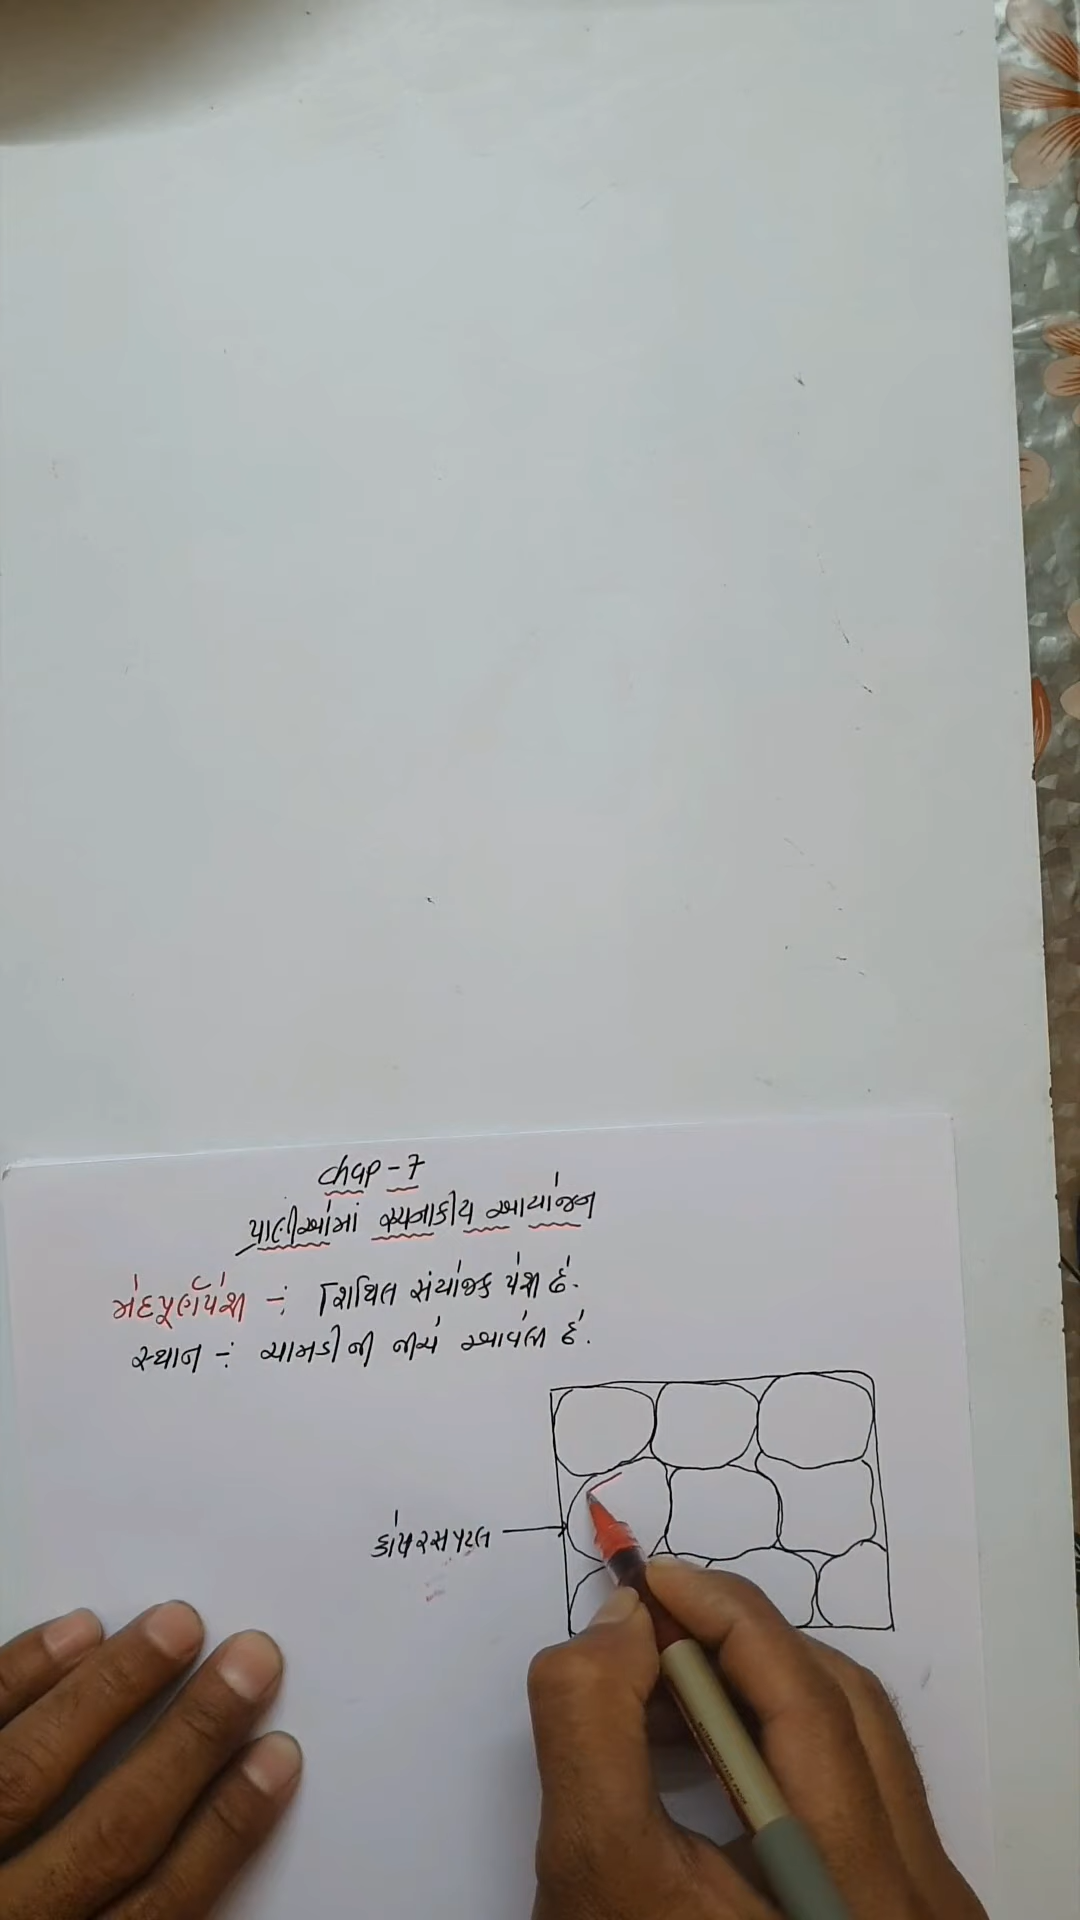 Chap - 7
પ્રાણીઓમાં રચનાકીય આયોજન
મેદપૂર્ણપેશી ÷ શિથિલ સંયોજક પેશી છે.
સ્થાન ÷ ચામડીની નીચે આવેલી છે.
કોષરસપટલ